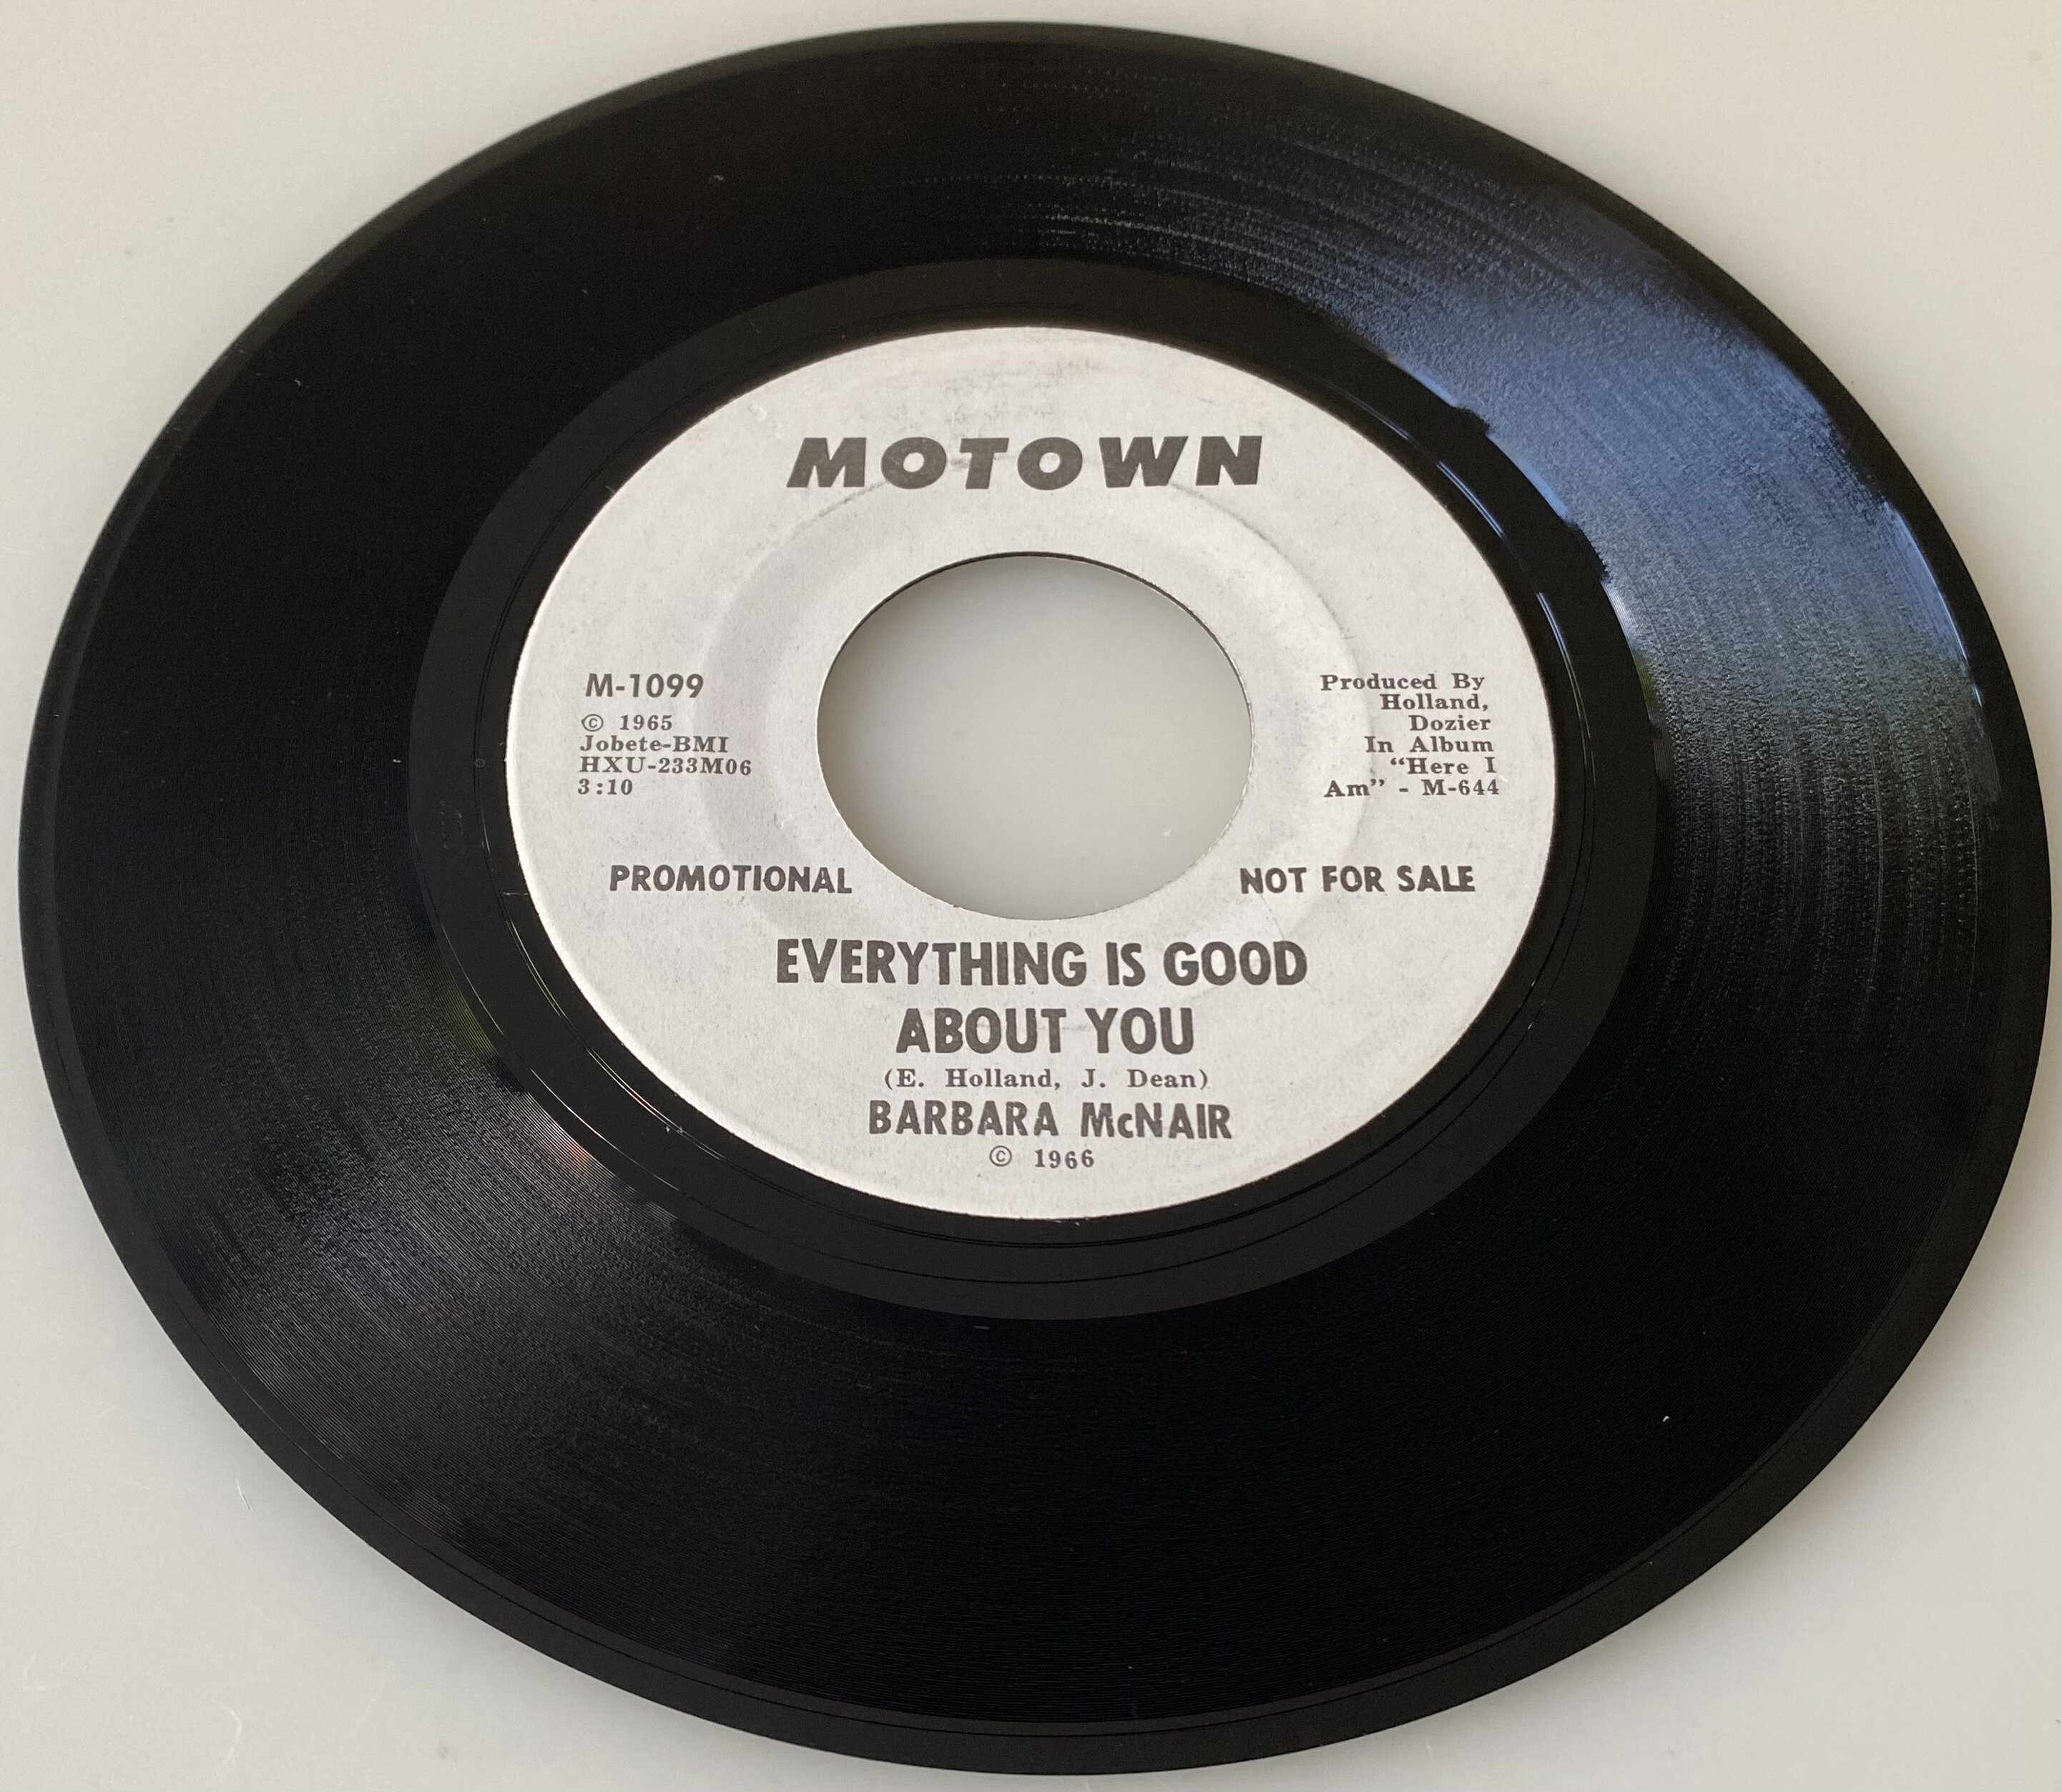 MOTOWN
M-1099
© 1965
Jobete-BMI
HXU-233M06
3:10
Produced By
Holland,
Dozier
In Album
“Here I
Am” - M-644
PROMOTIONAL
NOT FOR SALE
EVERYTHING IS GOOD
ABOUT YOU
(E. Holland, J. Dean)
BARBARA McNAIR
© 1966